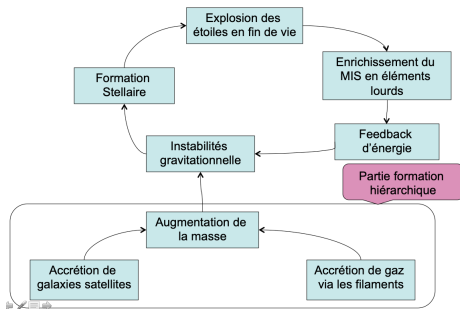 Explosion des
étoiles en fin de vie
Enrichissement du
MIS en éléments
lourds
Formation
Stellaire
Feedback
d'énergie
Instabilités
gravitationnelle
Partie formation
hiérarchique
Augmentation de
la masse
Accrétion de
galaxies satellites
Accrétion de gaz
via les filaments